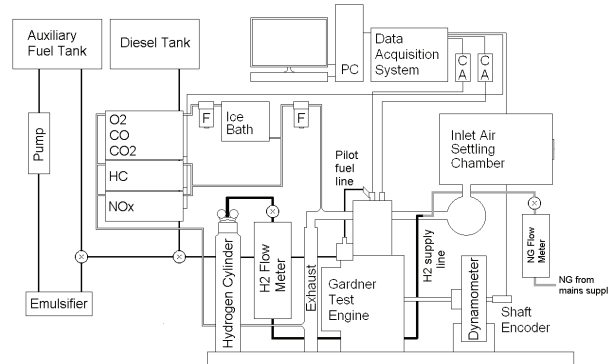 Auxiliary
Fuel Tank
Diesel Tank
PC
Data
Acquisition
System
C
A
C
A
O2
CO
CO2
HC
NOx
F
Ice
Bath
F
Pump
Pilot
fuel
line
Inlet Air
Settling
Chamber
Emulsifier
Hydrogen Cylinder
H2 Flow
Meter
Exhaust
Gardner
Test
Engine
H2 supply
line
Dynamometer
Shaft
Encoder
NG Flow
Meter
NG from
mains suppl